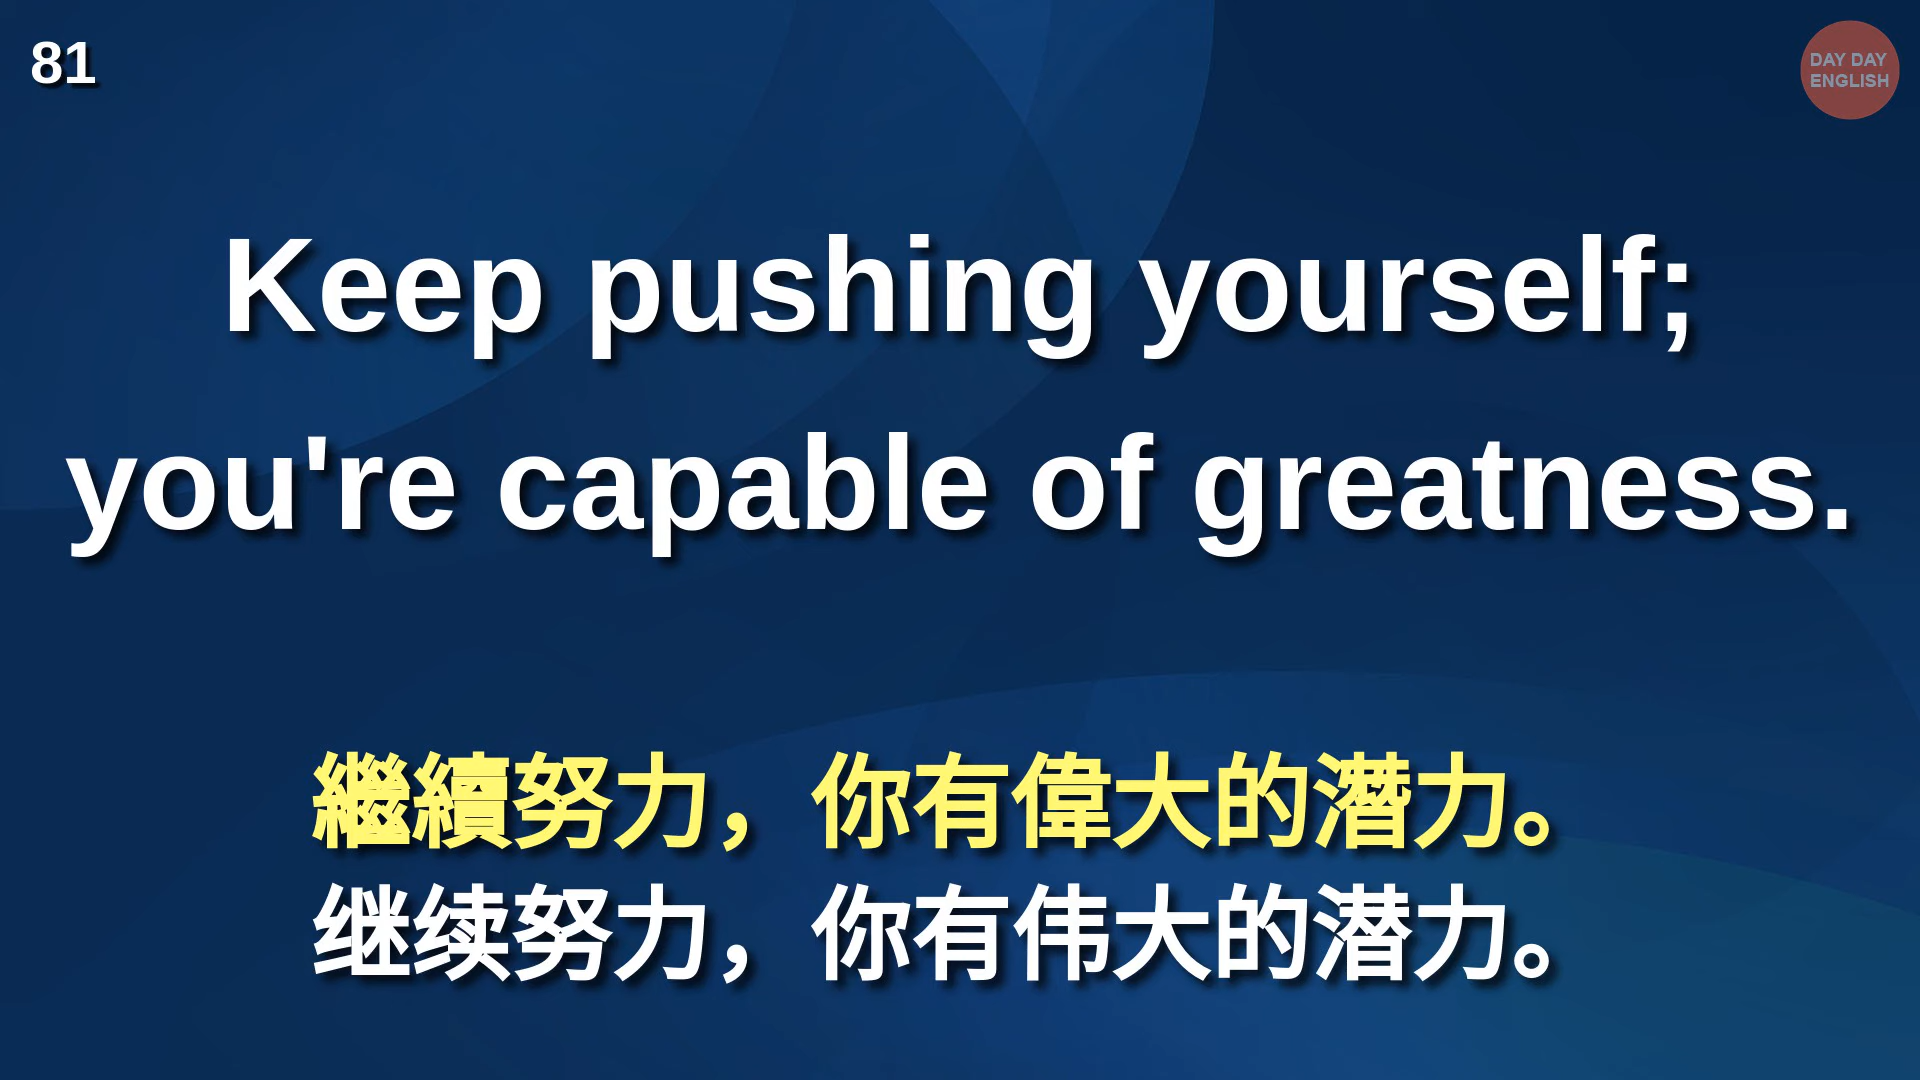 81
DAY DAY
ENGLISH
Keep pushing yourself;
you're capable of greatness.
繼續努力，你有偉大的潛力。
继续努力，你有伟大的潜力。